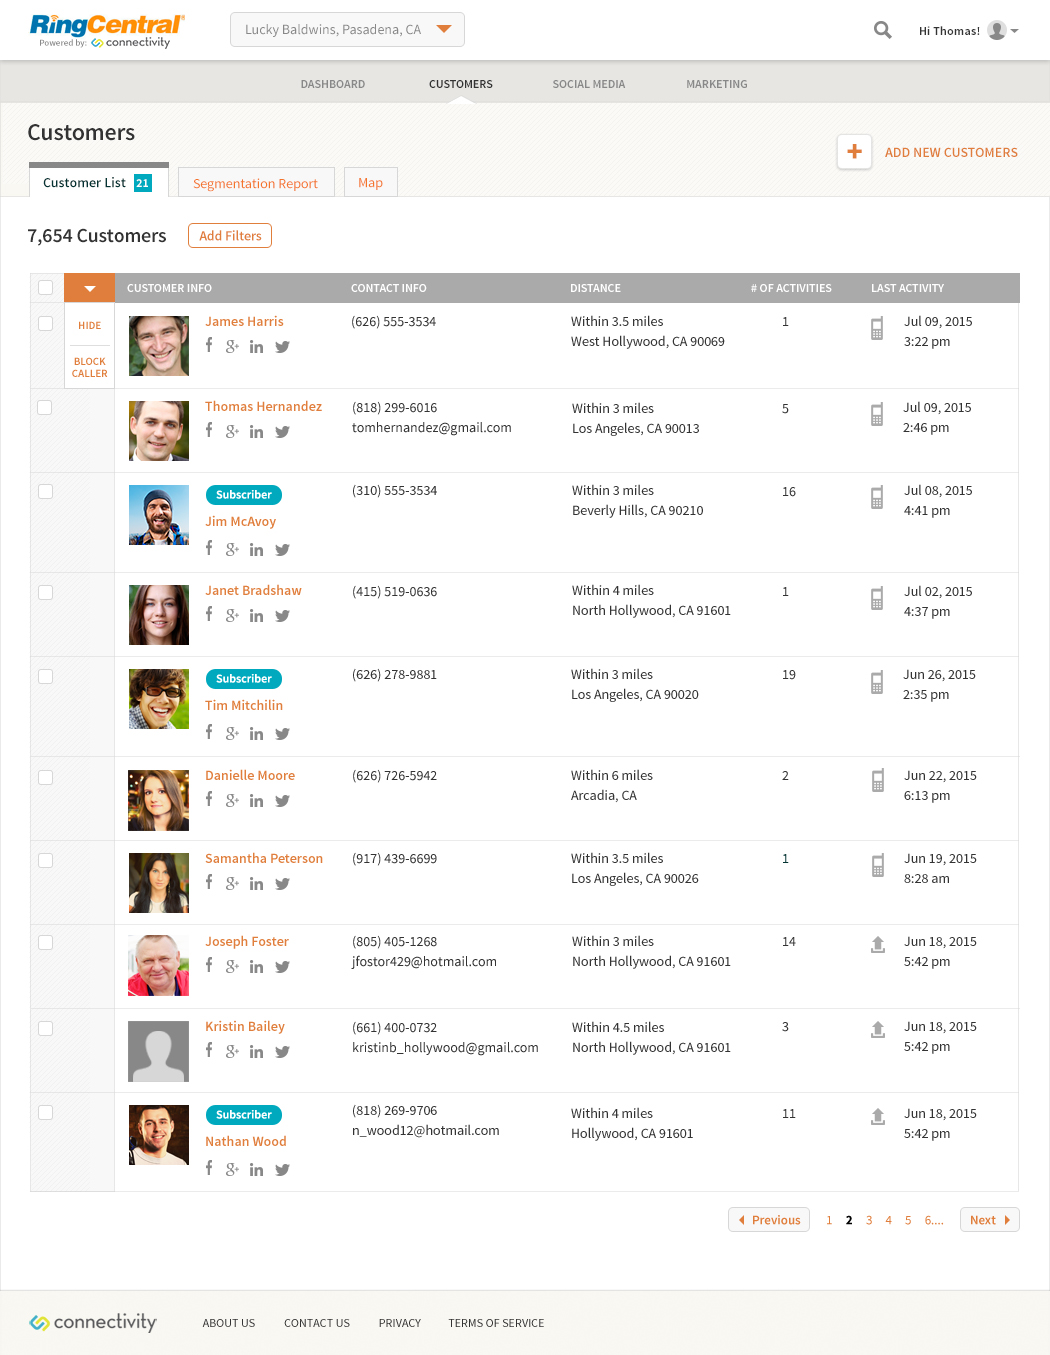 RingCentral®
Powered by: connectivity
Lucky Baldwins, Pasadena, CA
Hi Thomas!
DASHBOARD CUSTOMERS SOCIAL MEDIA MARKETING
Customers
ADD NEW CUSTOMERS
Customer List 21 Segmentation Report Map
7,654 Customers Add Filters
CUSTOMER INFO CONTACT INFO DISTANCE # OF ACTIVITIES LAST ACTIVITY
HIDE
BLOCK
CALLER
James Harris (626) 555-3534 Within 3.5 miles 1 Jul 09, 2015
West Hollywood, CA 90069 3:22 pm
Thomas Hernandez (818) 299-6016 Within 3 miles 5 Jul 09, 2015
tomhernandez@gmail.com Los Angeles, CA 90013 2:46 pm
Subscriber (310) 555-3534 Within 3 miles 16 Jul 08, 2015
Jim McAvoy Beverly Hills, CA 90210 4:41 pm
Janet Bradshaw (415) 519-0636 Within 4 miles 1 Jul 02, 2015
North Hollywood, CA 91601 4:37 pm
Subscriber (626) 278-9881 Within 3 miles 19 Jun 26, 2015
Tim Mitchilin Los Angeles, CA 90020 2:35 pm
Danielle Moore (626) 726-5942 Within 6 miles 2 Jun 22, 2015
Arcadia, CA 6:13 pm
Samantha Peterson (917) 439-6699 Within 3.5 miles 1 Jun 19, 2015
Los Angeles, CA 90026 8:28 am
Joseph Foster (805) 405-1268 Within 3 miles 14 Jun 18, 2015
jfostor429@hotmail.com North Hollywood, CA 91601 5:42 pm
Kristin Bailey (661) 400-0732 Within 4.5 miles 3 Jun 18, 2015
kristinb_hollywood@gmail.com North Hollywood, CA 91601 5:42 pm
Subscriber (818) 269-9706 Within 4 miles 11 Jun 18, 2015
Nathan Wood n_wood12@hotmail.com Hollywood, CA 91601 5:42 pm
Previous 1 2 3 4 5 6.... Next
connectivity ABOUT US CONTACT US PRIVACY TERMS OF SERVICE